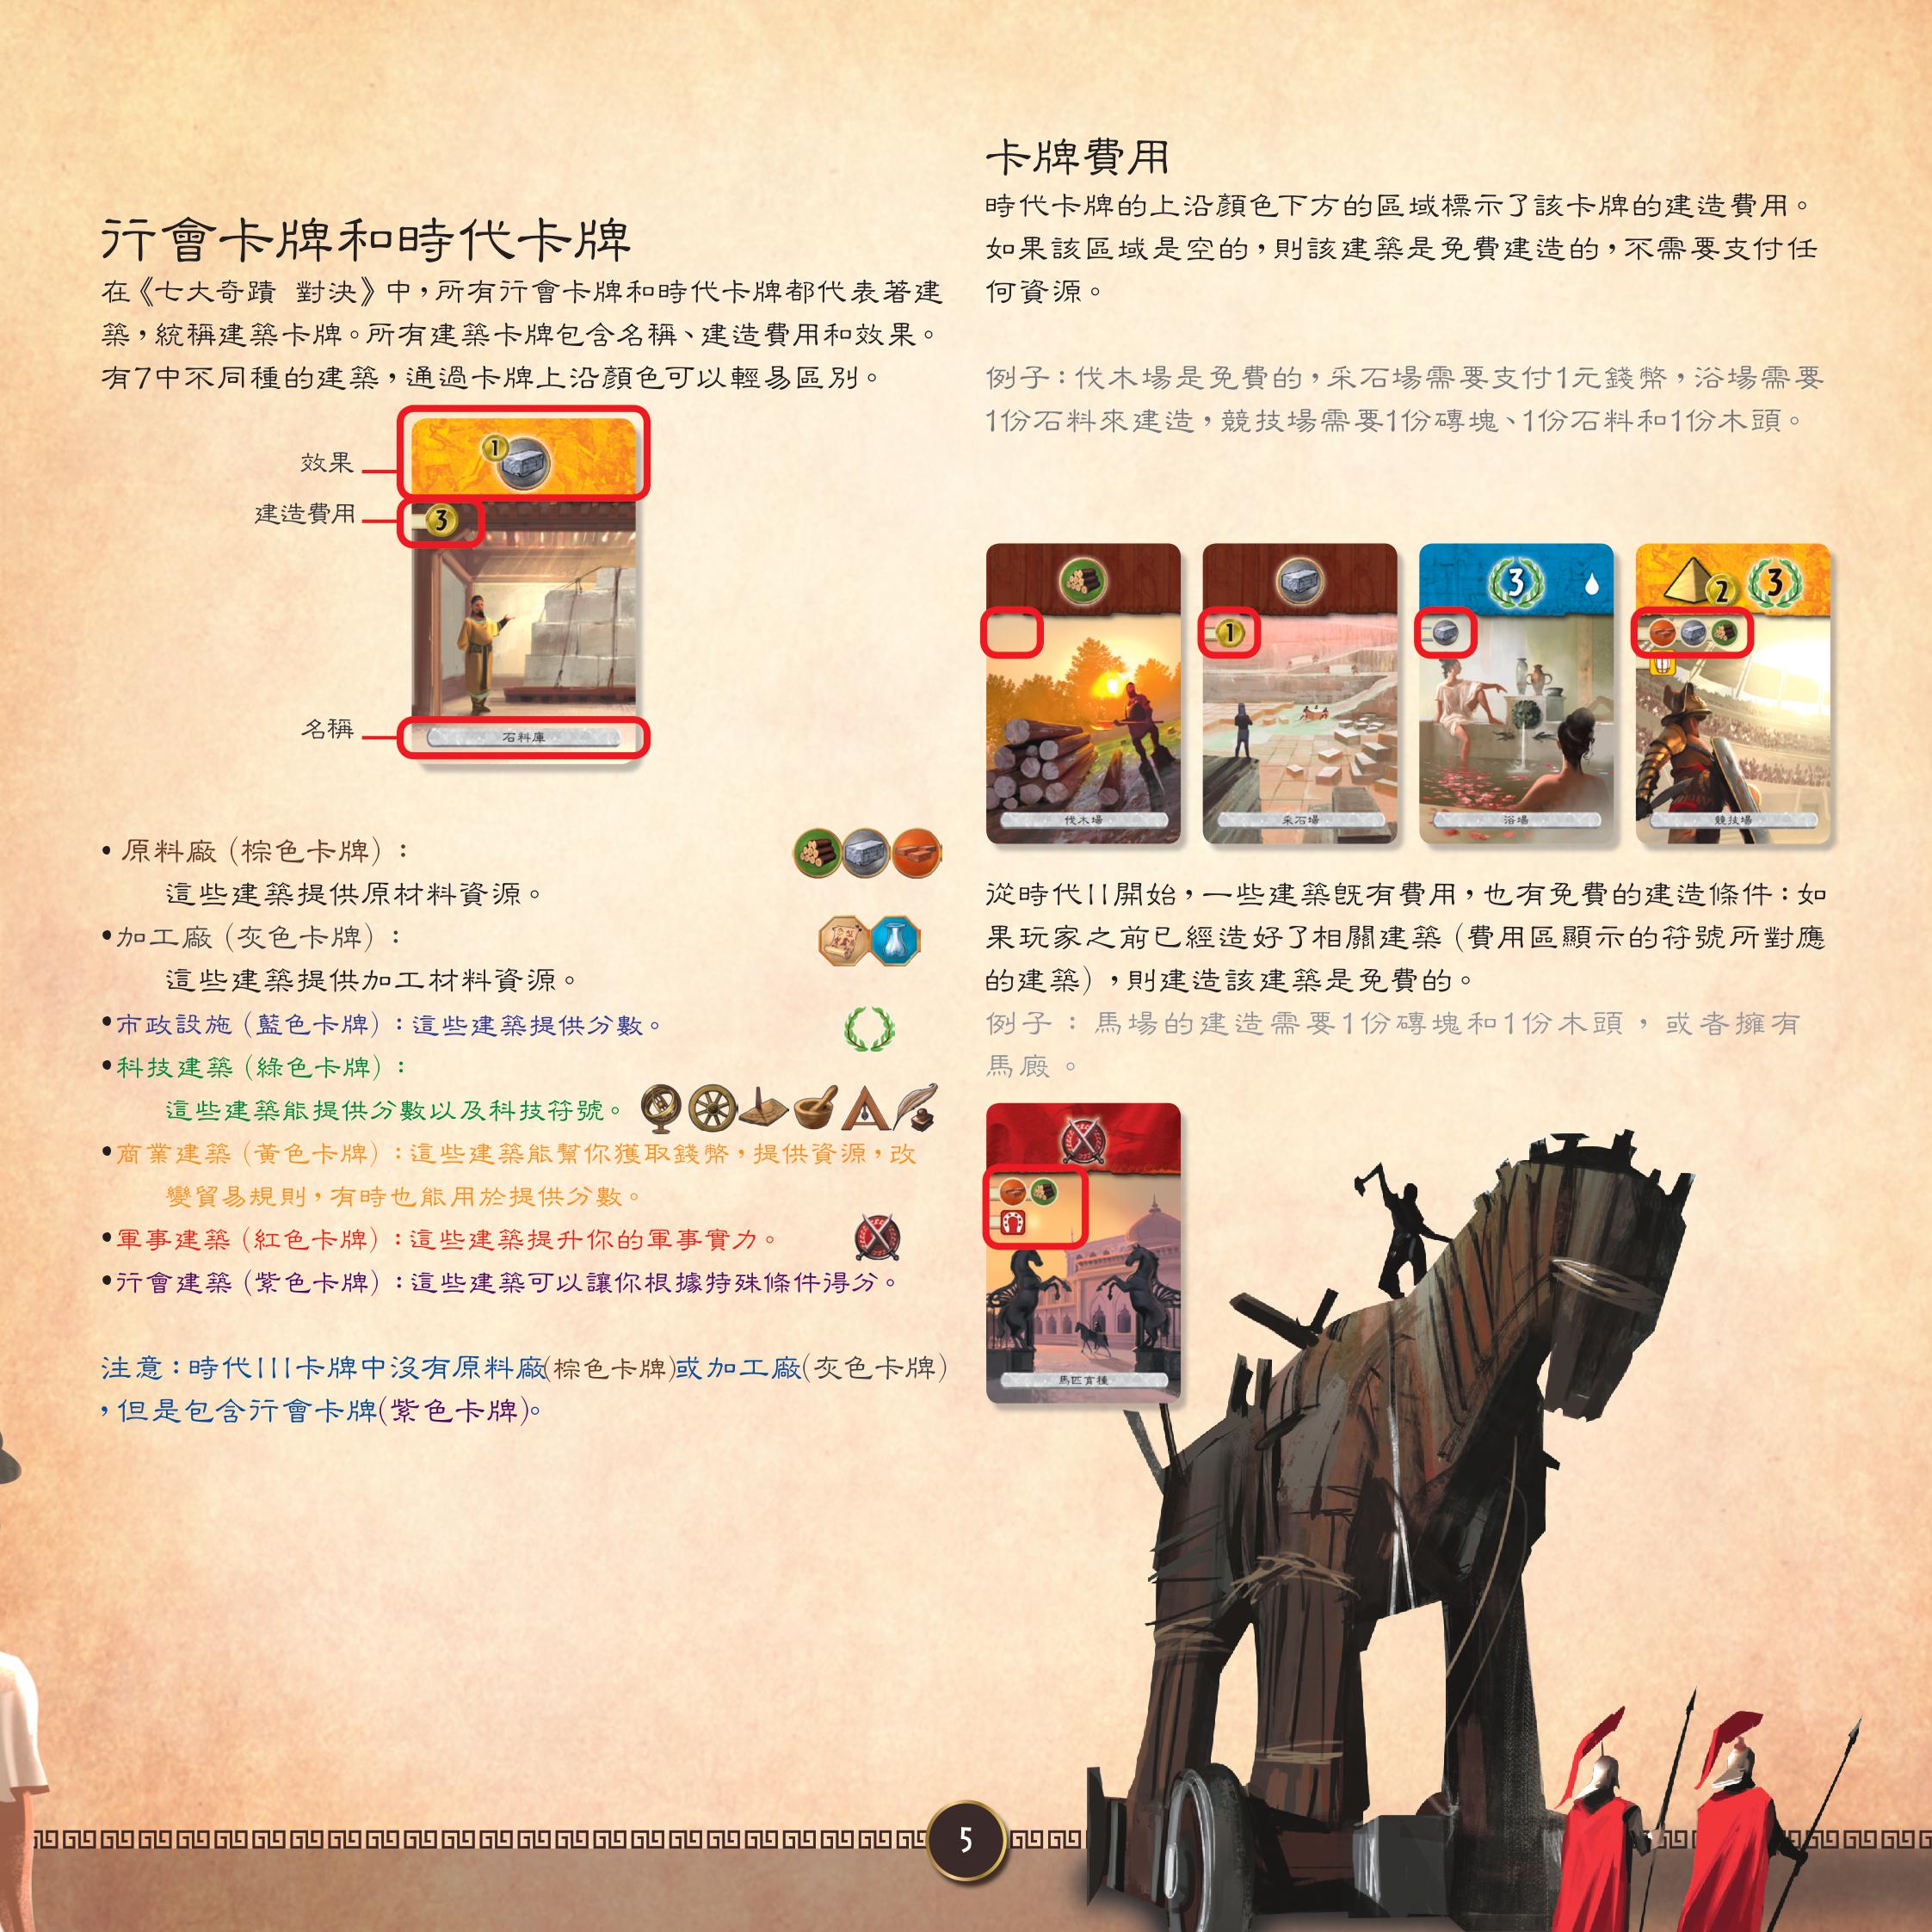 行會卡牌和時代卡牌
在《七大奇蹟 對決》中，所有行會卡牌和時代卡牌都代表著建
築，統稱建築卡牌。所有建築卡牌包含名稱、建造費用和效果。
有7中不同種的建築，通過卡牌上沿顏色可以輕易區別。
效果
1
建造費用
3
名稱
石料庫
• 原料廠（棕色卡牌）：
這些建築提供原材料資源。
•加工廠（灰色卡牌）：
這些建築提供加工材料資源。
•市政設施（藍色卡牌）：這些建築提供分數。
•科技建築（綠色卡牌）：
這些建築能提供分數以及科技符號。
•商業建築（黃色卡牌）：這些建築能幫你獲取錢幣，提供資源，改
變貿易規則，有時也能用於提供分數。
•軍事建築（紅色卡牌）：這些建築提升你的軍事實力。
•行會建築（紫色卡牌）：這些建築可以讓你根據特殊條件得分。
注意：時代III卡牌中沒有原料廠(棕色卡牌)或加工廠(灰色卡牌)
，但是包含行會卡牌(紫色卡牌)。
卡牌費用
時代卡牌的上沿顏色下方的區域標示了該卡牌的建造費用。
如果該區域是空的，則該建築是免費建造的，不需要支付任
何資源。
例子：伐木場是免費的，采石場需要支付1元錢幣，浴場需要
1份石料來建造，競技場需要1份磚塊、1份石料和1份木頭。
3
2
3
1
伐木場
采石場
浴場
競技場
從時代II開始，一些建築既有費用，也有免費的建造條件：如
果玩家之前已經造好了相關建築（費用區顯示的符號所對應
的建築），則建造該建築是免費的。
例子：馬場的建造需要1份磚塊和1份木頭，或者擁有
馬廄。
馬匹育種
5